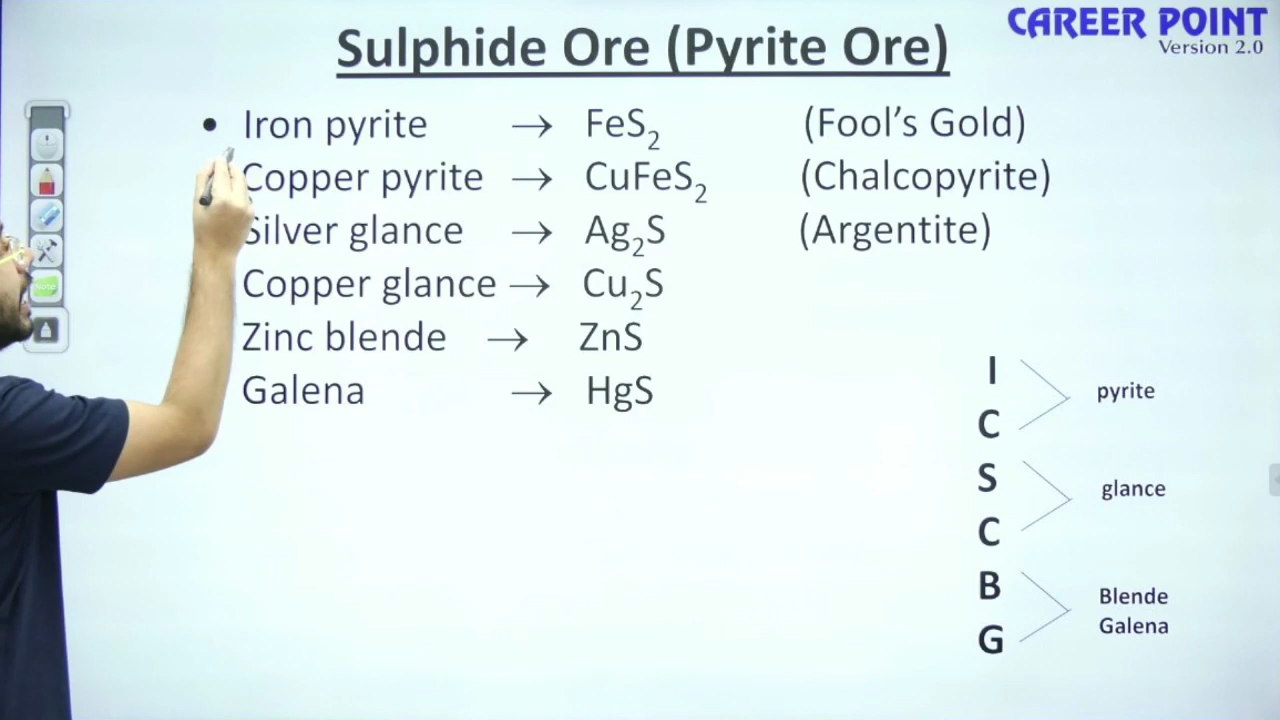 CAREER POINT
Version 2.0
Sulphide Ore (Pyrite Ore)
• Iron pyrite → FeS₂ (Fool's Gold)
Copper pyrite → CuFeS₂ (Chalcopyrite)
Silver glance → Ag₂S (Argentite)
Copper glance → Cu₂S
Zinc blende → ZnS
Galena → HgS
I
C
pyrite
S
C
glance
B
G
Blende
Galena
Note